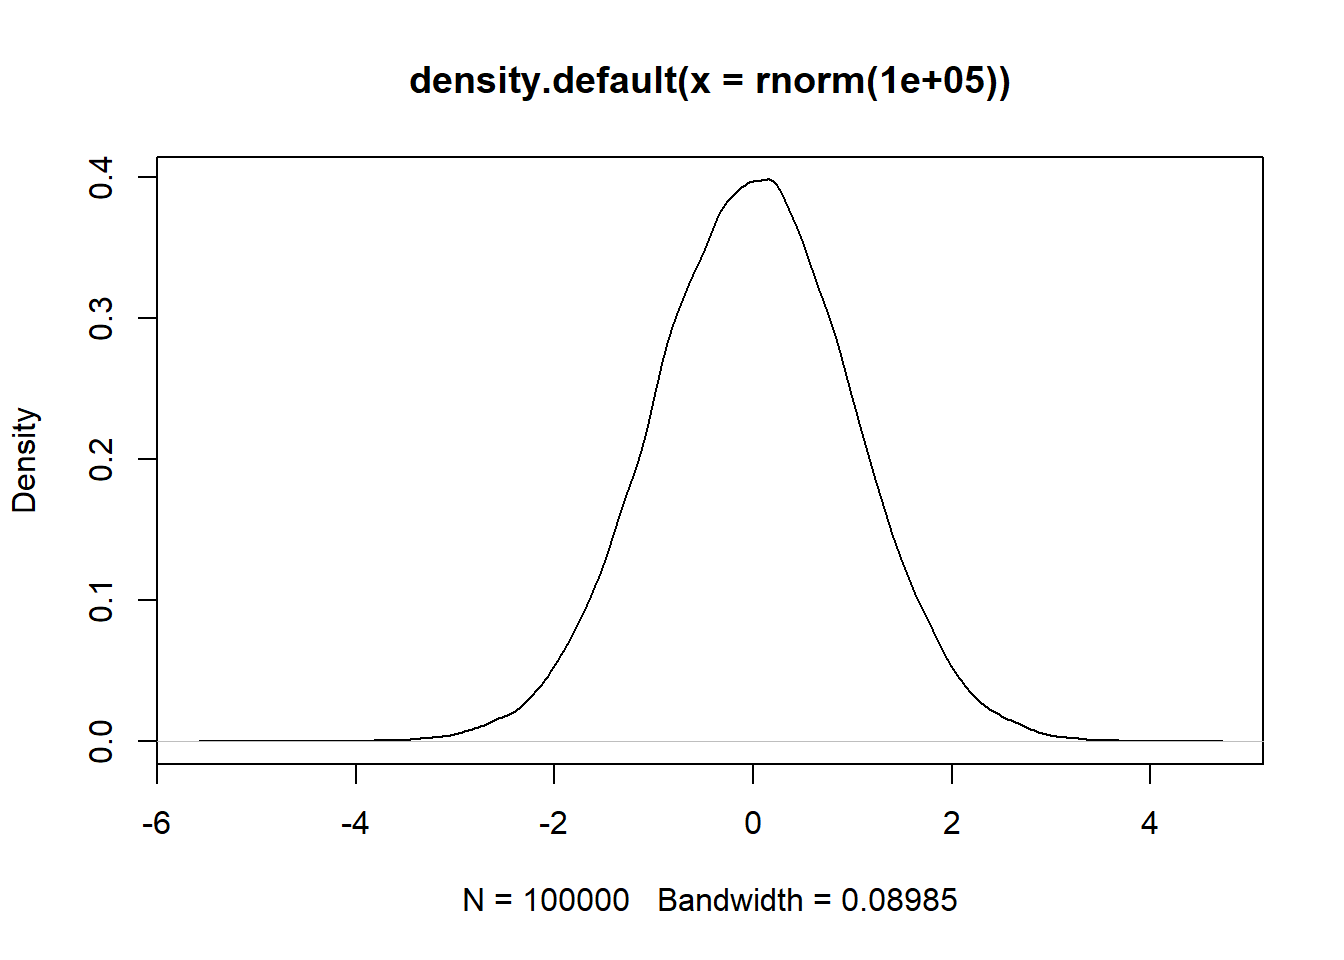 density.default(x = rnorm(1e+05))
0.4
0.3
0.2
0.1
0.0
Density
-6 -4 -2 0 2 4
N = 100000 Bandwidth = 0.08985